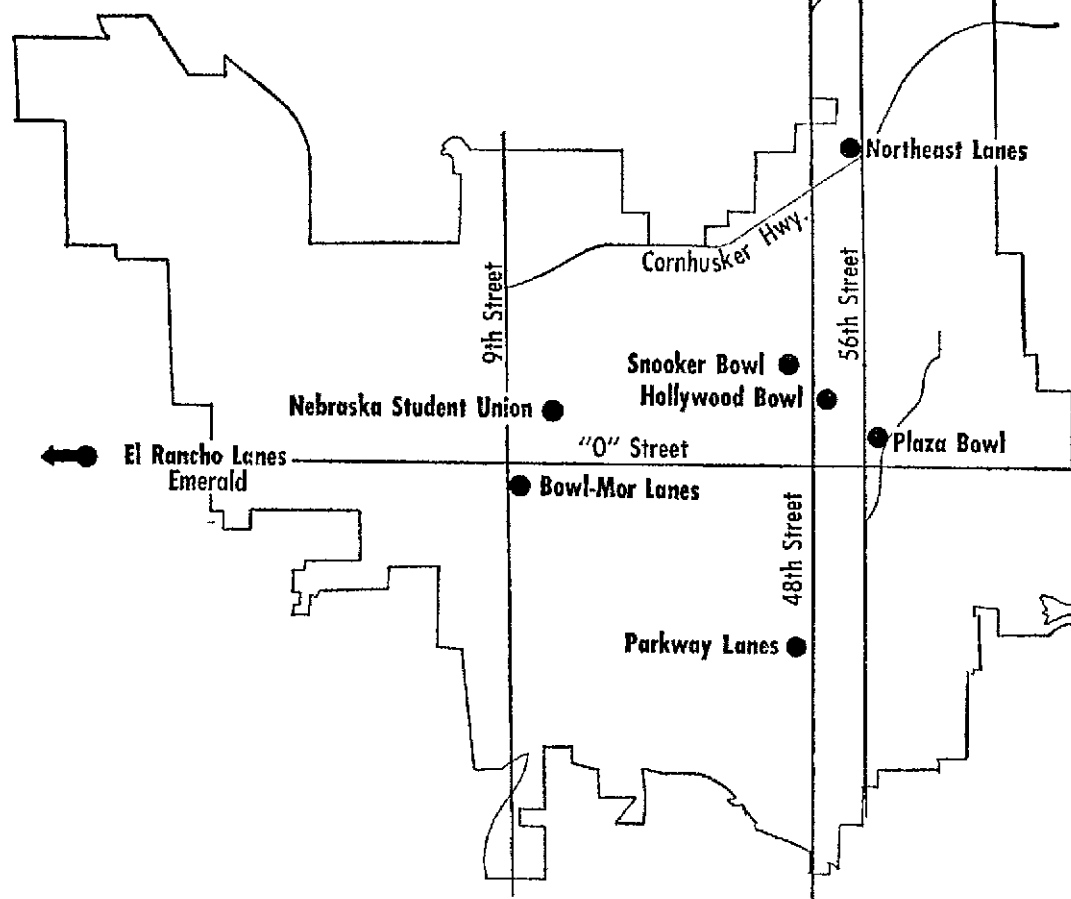 Northeast Lanes
Cornhusker Hwy.
9th Street
56th Street
Snooker Bowl
Hollywood Bowl
Nebraska Student Union
"O" Street
Plaza Bowl
El Rancho Lanes
Emerald
Bowl-Mor Lanes
48th Street
Parkway Lanes